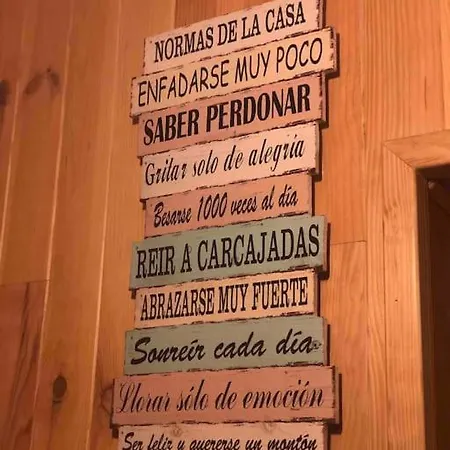 NORMAS DE LA CASA
ENFADARSE MUY POCO
SABER PERDONAR
Gritar solo de alegría
Besarse 1000 veces al día
REIR A CARCAJADAS
ABRAZARSE MUY FUERTE
Sonreír cada día
Llorar sólo de emoción
Ser feliz y quererse un montón